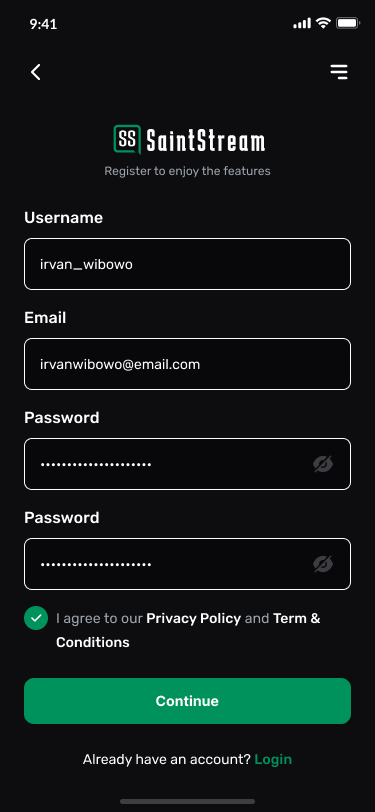 9:41
SS SaintStream
Register to enjoy the features
Username
irvan_wibowo
Email
irvanwibowo@email.com
Password
•••••••••••••••••••••
Password
•••••••••••••••••••••
I agree to our Privacy Policy and Term &
Conditions
Continue
Already have an account? Login